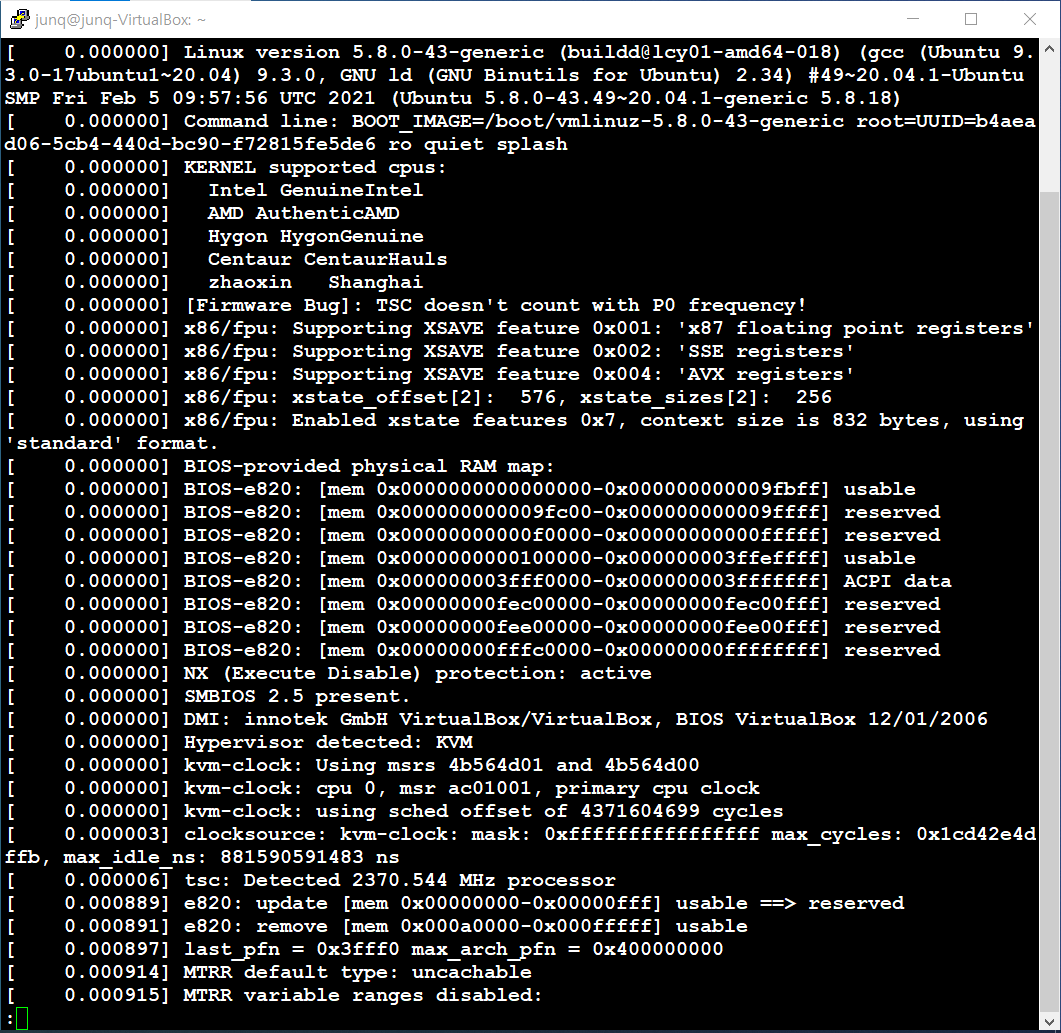 junq@junq-VirtualBox: ~
[    0.000000] Linux version 5.8.0-43-generic (buildd@lcy01-amd64-018) (gcc (Ubuntu 9.
3.0-17ubuntu1~20.04) 9.3.0, GNU ld (GNU Binutils for Ubuntu) 2.34) #49~20.04.1-Ubuntu
SMP Fri Feb 5 09:57:56 UTC 2021 (Ubuntu 5.8.0-43.49~20.04.1-generic 5.8.18)
[    0.000000] Command line: BOOT_IMAGE=/boot/vmlinuz-5.8.0-43-generic root=UUID=b4aea
d06-5cb4-440d-bc90-f72815fe5de6 ro quiet splash
[    0.000000] KERNEL supported cpus:
[    0.000000]   Intel GenuineIntel
[    0.000000]   AMD AuthenticAMD
[    0.000000]   Hygon HygonGenuine
[    0.000000]   Centaur CentaurHauls
[    0.000000]   zhaoxin   Shanghai
[    0.000000] [Firmware Bug]: TSC doesn't count with P0 frequency!
[    0.000000] x86/fpu: Supporting XSAVE feature 0x001: 'x87 floating point registers'
[    0.000000] x86/fpu: Supporting XSAVE feature 0x002: 'SSE registers'
[    0.000000] x86/fpu: Supporting XSAVE feature 0x004: 'AVX registers'
[    0.000000] x86/fpu: xstate_offset[2]:  576, xstate_sizes[2]:  256
[    0.000000] x86/fpu: Enabled xstate features 0x7, context size is 832 bytes, using
'standard' format.
[    0.000000] BIOS-provided physical RAM map:
[    0.000000] BIOS-e820: [mem 0x0000000000000000-0x000000000009fbff] usable
[    0.000000] BIOS-e820: [mem 0x000000000009fc00-0x000000000009ffff] reserved
[    0.000000] BIOS-e820: [mem 0x00000000000f0000-0x00000000000fffff] reserved
[    0.000000] BIOS-e820: [mem 0x0000000000100000-0x000000003ffeffff] usable
[    0.000000] BIOS-e820: [mem 0x000000003fff0000-0x000000003fffffff] ACPI data
[    0.000000] BIOS-e820: [mem 0x00000000fec00000-0x00000000fec00fff] reserved
[    0.000000] BIOS-e820: [mem 0x00000000fee00000-0x00000000fee00fff] reserved
[    0.000000] BIOS-e820: [mem 0x00000000fffc0000-0x00000000ffffffff] reserved
[    0.000000] NX (Execute Disable) protection: active
[    0.000000] SMBIOS 2.5 present.
[    0.000000] DMI: innotek GmbH VirtualBox/VirtualBox, BIOS VirtualBox 12/01/2006
[    0.000000] Hypervisor detected: KVM
[    0.000000] kvm-clock: Using msrs 4b564d01 and 4b564d00
[    0.000000] kvm-clock: cpu 0, msr ac01001, primary cpu clock
[    0.000000] kvm-clock: using sched offset of 4371604699 cycles
[    0.000003] clocksource: kvm-clock: mask: 0xffffffffffffffff max_cycles: 0x1cd42e4d
ffb, max_idle_ns: 881590591483 ns
[    0.000006] tsc: Detected 2370.544 MHz processor
[    0.000889] e820: update [mem 0x00000000-0x00000fff] usable ==> reserved
[    0.000891] e820: remove [mem 0x000a0000-0x000fffff] usable
[    0.000897] last_pfn = 0x3fff0 max_arch_pfn = 0x400000000
[    0.000914] MTRR default type: uncachable
[    0.000915] MTRR variable ranges disabled:
: